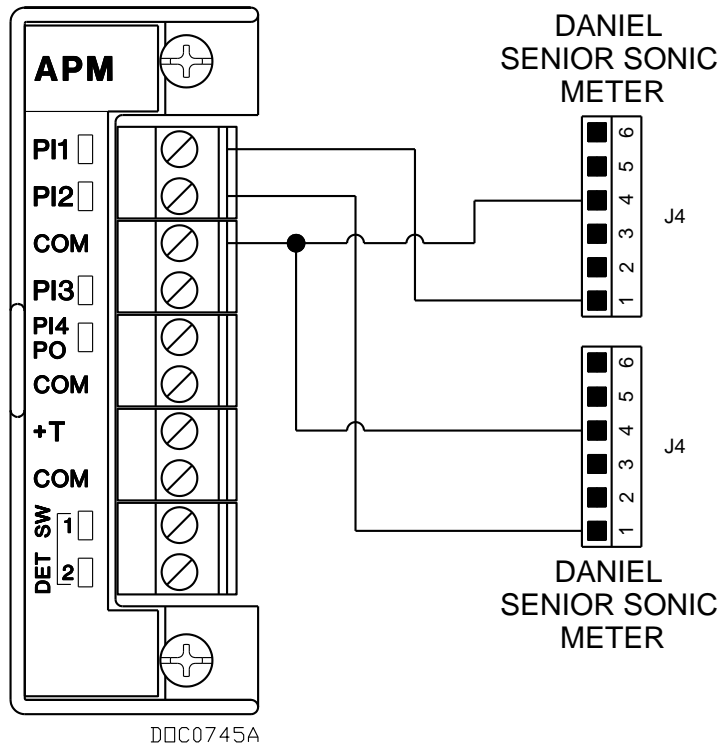 APM
PI1
PI2
COM
PI3
PI4
PO
COM
+T
COM
SW 1
DET 2
DANIEL
SENIOR SONIC
METER
6
5
4
3
2
1
J4
6
5
4
3
2
1
J4
DANIEL
SENIOR SONIC
METER
DOC0745A